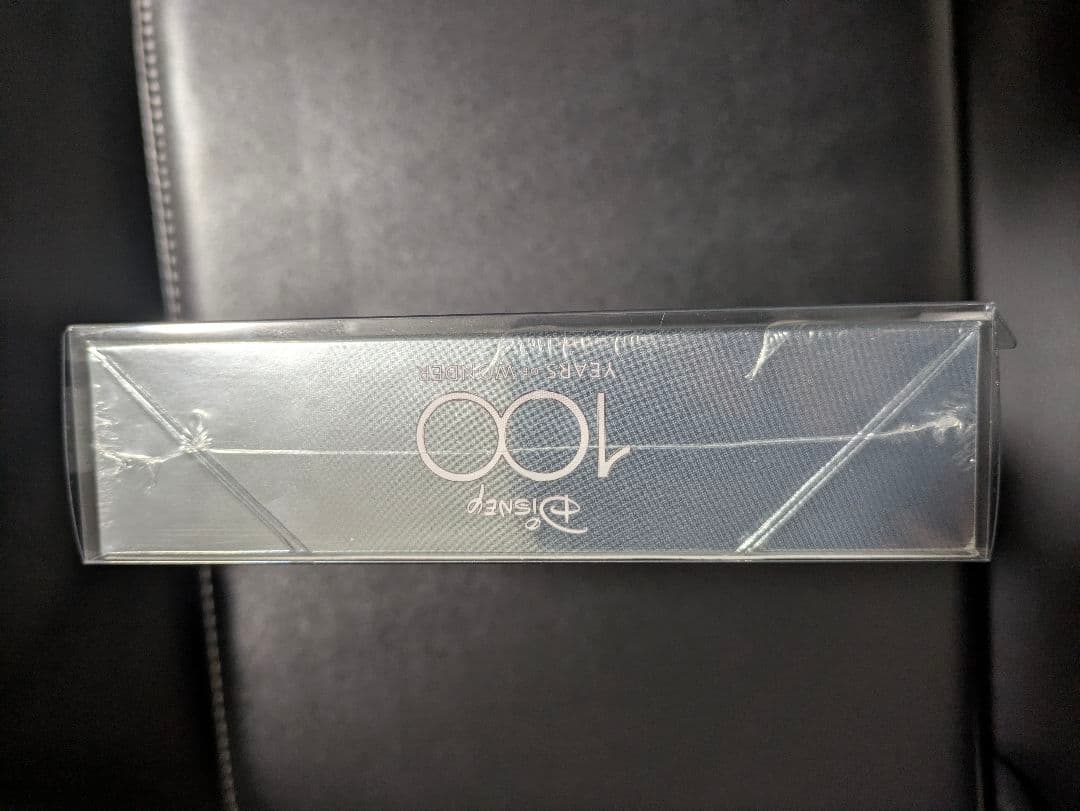 Disney
100
YEARS OF WONDER